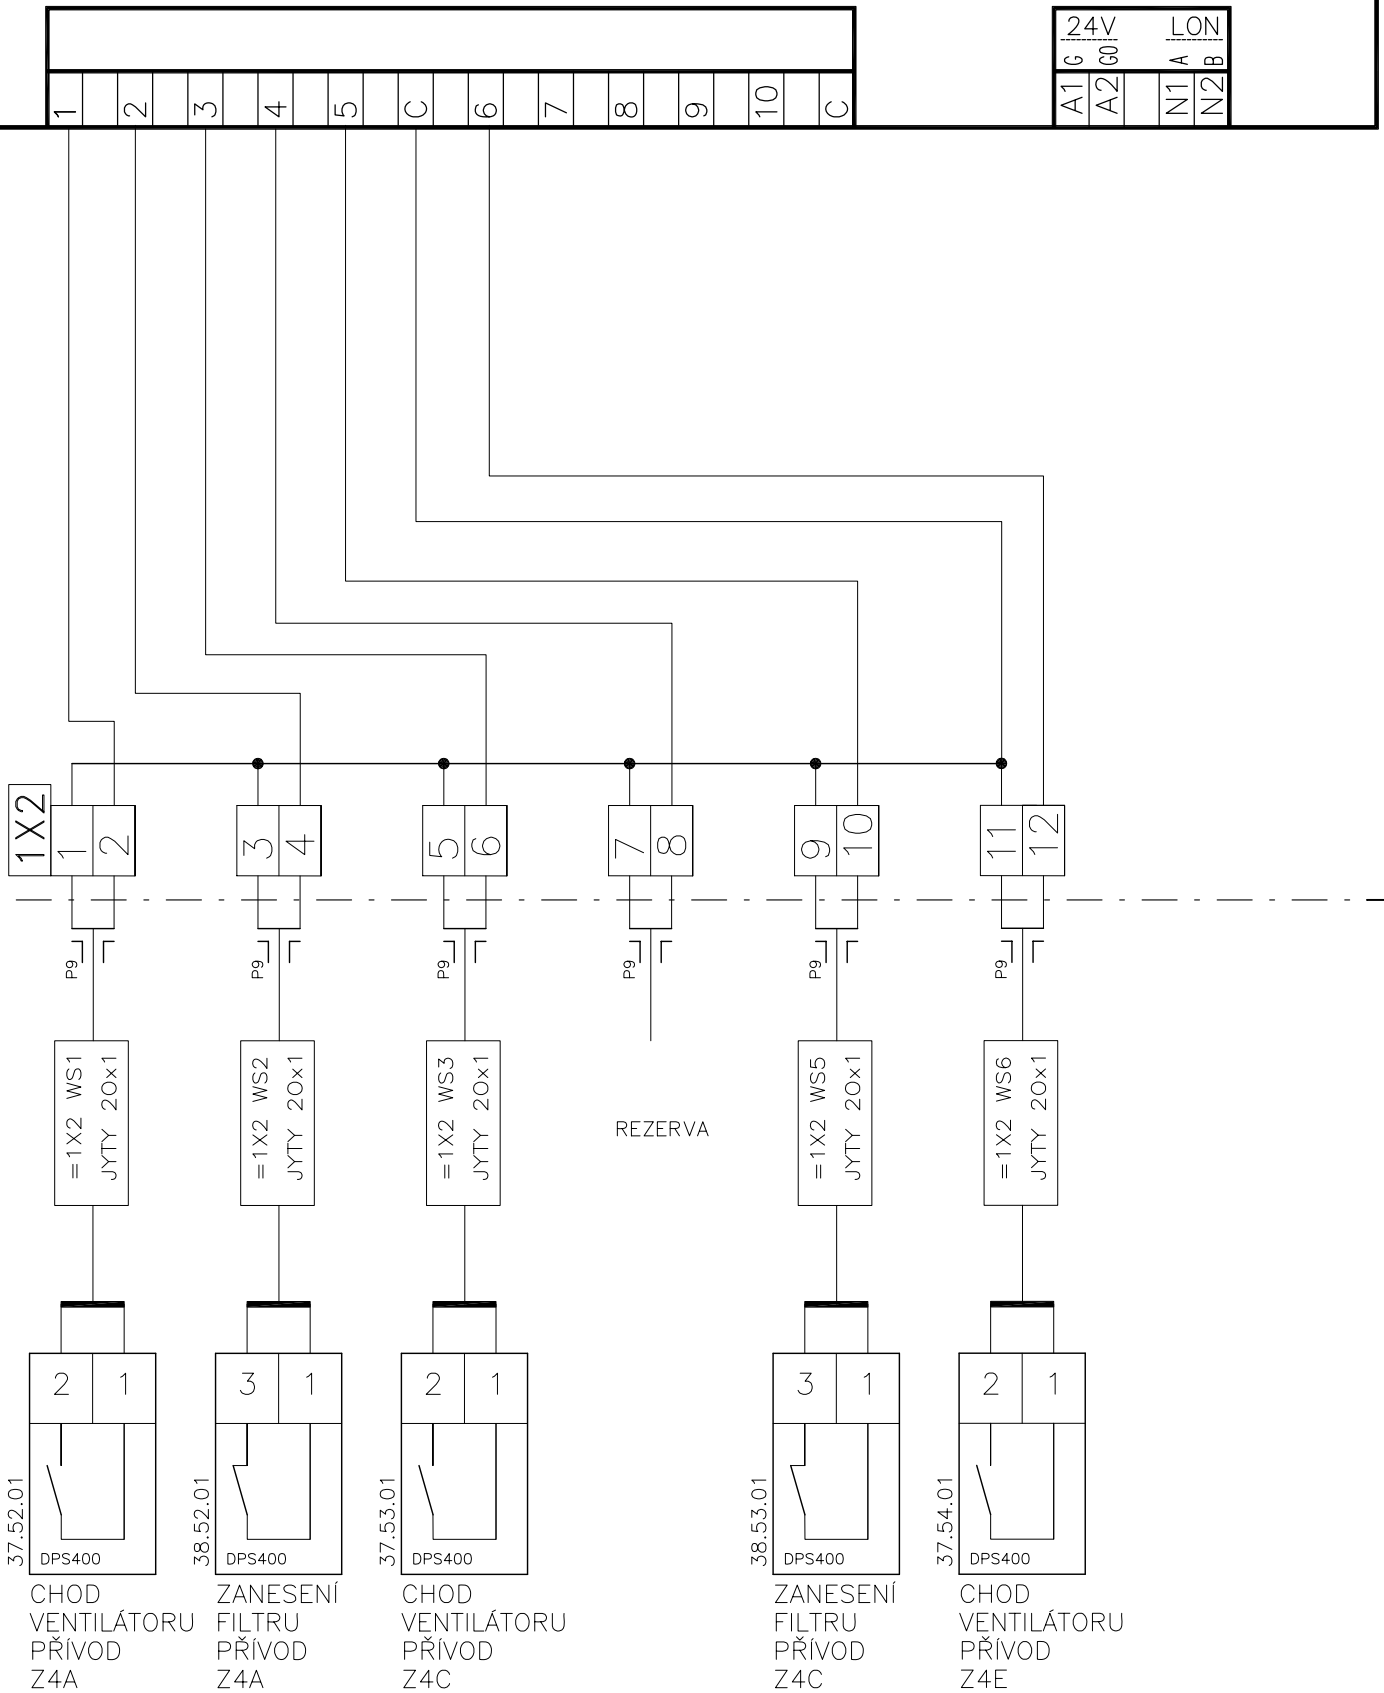 24V LON
G G0 A B
1 2 3 4 5 C 6 7 8 9 10 C
A1 A2 N1 N2
1X2
1 2 3 4 5 6 7 8 9 10 11 12
P9 P9 P9 P9 P9 P9
=1X2 WS1
JYTY 2Ox1
=1X2 WS2
JYTY 2Ox1
=1X2 WS3
JYTY 2Ox1
REZERVA
=1X2 WS5
JYTY 2Ox1
=1X2 WS6
JYTY 2Ox1
2 1
37.52.01
DPS400
CHOD
VENTILÁTORU
PŘÍVOD
Z4A
3 1
38.52.01
DPS400
ZANESENÍ
FILTRU
PŘÍVOD
Z4A
2 1
37.53.01
DPS400
CHOD
VENTILÁTORU
PŘÍVOD
Z4C
3 1
38.53.01
DPS400
ZANESENÍ
FILTRU
PŘÍVOD
Z4C
2 1
37.54.01
DPS400
CHOD
VENTILÁTORU
PŘÍVOD
Z4E